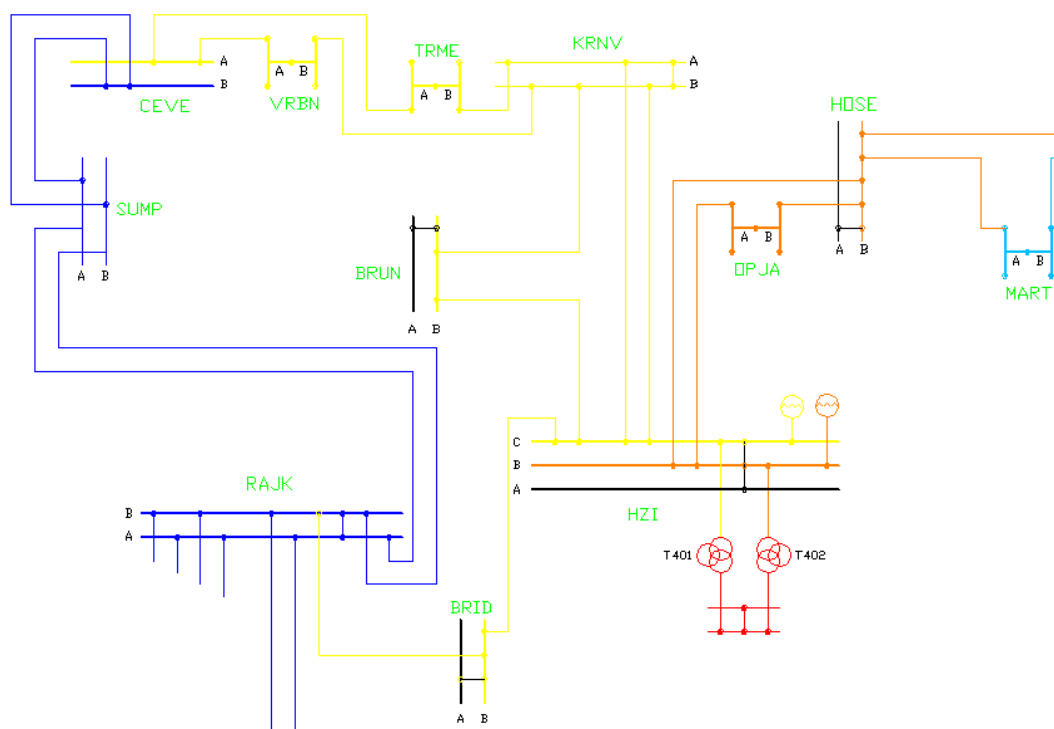 TRME
KRNV
A
B
CEVE
A B
VRBN
A B
A
B
HOSE
SUMP
A B
A B
OPJA
A
B
A B
MART
BRUN
A B
C
B
A
HZI
RAJK
B
A
T401
T402
BRID
A B